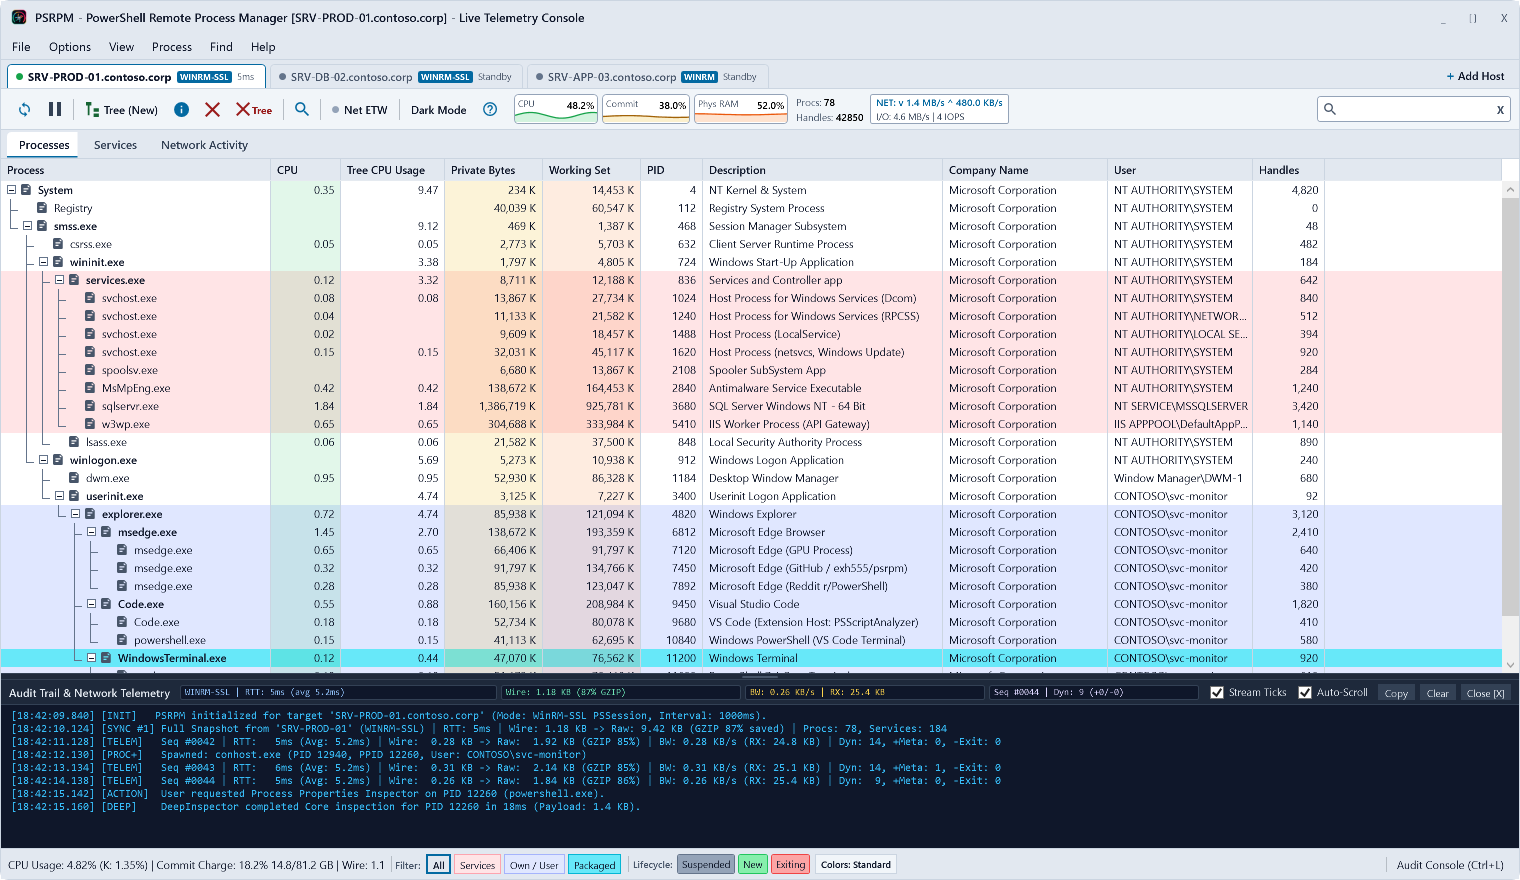 PSRPM - PowerShell Remote Process Manager [SRV-PROD-01.contoso.corp] - Live Telemetry Console
File Options View Process Find Help
SRV-PROD-01.contoso.corp WINRM-SSL 5ms SRV-DB-02.contoso.corp WINRM-SSL Standby SRV-APP-03.contoso.corp WINRM Standby + Add Host
Tree (New) Tree Net ETW Dark Mode CPU 48.2% Commit 38.0% Phys RAM 52.0% Procs: 78 NET: v 1.4 MB/s ^ 480.0 KB/s X
Handles: 42850 I/O: 4.6 MB/s | 4 IOPS
Processes Services Network Activity
Process CPU Tree CPU Usage Private Bytes Working Set PID Description Company Name User Handles
System 0.35 9.47 234 K 14,453 K 4 NT Kernel & System Microsoft Corporation NT AUTHORITY\SYSTEM 4,820
Registry 40,039 K 60,547 K 112 Registry System Process Microsoft Corporation NT AUTHORITY\SYSTEM 0
smss.exe 9.12 469 K 1,387 K 468 Session Manager Subsystem Microsoft Corporation NT AUTHORITY\SYSTEM 48
csrss.exe 0.05 0.05 2,773 K 5,703 K 632 Client Server Runtime Process Microsoft Corporation NT AUTHORITY\SYSTEM 482
wininit.exe 3.38 1,797 K 4,805 K 724 Windows Start-Up Application Microsoft Corporation NT AUTHORITY\SYSTEM 184
services.exe 0.12 3.32 8,711 K 12,188 K 836 Services and Controller app Microsoft Corporation NT AUTHORITY\SYSTEM 642
svchost.exe 0.08 0.08 13,867 K 27,734 K 1024 Host Process for Windows Services (Dcom) Microsoft Corporation NT AUTHORITY\SYSTEM 840
svchost.exe 0.04 11,133 K 21,582 K 1240 Host Process for Windows Services (RPCSS) Microsoft Corporation NT AUTHORITY\NETWOR... 512
svchost.exe 0.02 9,609 K 18,457 K 1488 Host Process (LocalService) Microsoft Corporation NT AUTHORITY\LOCAL SE... 394
svchost.exe 0.15 0.15 32,031 K 45,117 K 1620 Host Process (netsvcs, Windows Update) Microsoft Corporation NT AUTHORITY\SYSTEM 920
spoolsv.exe 6,680 K 13,867 K 2108 Spooler SubSystem App Microsoft Corporation NT AUTHORITY\SYSTEM 284
MsMpEng.exe 0.42 0.42 138,672 K 164,453 K 2840 Antimalware Service Executable Microsoft Corporation NT AUTHORITY\SYSTEM 1,240
sqlservr.exe 1.84 1.84 1,386,719 K 925,781 K 3680 SQL Server Windows NT - 64 Bit Microsoft Corporation NT SERVICE\MSSQLSERVER 3,420
w3wp.exe 0.65 0.65 304,688 K 333,984 K 5410 IIS Worker Process (API Gateway) Microsoft Corporation IIS APPPOOL\DefaultAppP... 1,140
lsass.exe 0.06 0.06 21,582 K 37,500 K 848 Local Security Authority Process Microsoft Corporation NT AUTHORITY\SYSTEM 890
winlogon.exe 5.69 5,273 K 10,938 K 912 Windows Logon Application Microsoft Corporation NT AUTHORITY\SYSTEM 240
dwm.exe 0.95 0.95 52,930 K 86,328 K 1184 Desktop Window Manager Microsoft Corporation Window Manager\DWM-1 680
userinit.exe 4.74 3,125 K 7,227 K 3400 Userinit Logon Application Microsoft Corporation CONTOSO\svc-monitor 92
explorer.exe 0.72 4.74 85,938 K 121,094 K 4820 Windows Explorer Microsoft Corporation CONTOSO\svc-monitor 3,120
msedge.exe 1.45 2.70 138,672 K 193,359 K 6812 Microsoft Edge Browser Microsoft Corporation CONTOSO\svc-monitor 2,410
msedge.exe 0.65 0.65 66,406 K 91,797 K 7120 Microsoft Edge (GPU Process) Microsoft Corporation CONTOSO\svc-monitor 640
msedge.exe 0.32 0.32 91,797 K 134,766 K 7450 Microsoft Edge (GitHub / exh555/psrpm) Microsoft Corporation CONTOSO\svc-monitor 420
msedge.exe 0.28 0.28 85,938 K 123,047 K 7892 Microsoft Edge (Reddit r/PowerShell) Microsoft Corporation CONTOSO\svc-monitor 380
Code.exe 0.55 0.88 160,156 K 208,984 K 9450 Visual Studio Code Microsoft Corporation CONTOSO\svc-monitor 1,820
Code.exe 0.18 0.18 52,734 K 80,078 K 9680 VS Code (Extension Host: PSScriptAnalyzer) Microsoft Corporation CONTOSO\svc-monitor 410
powershell.exe 0.15 0.15 41,113 K 62,695 K 10840 Windows PowerShell (VS Code Terminal) Microsoft Corporation CONTOSO\svc-monitor 580
WindowsTerminal.exe 0.12 0.44 47,070 K 76,562 K 11200 Windows Terminal Microsoft Corporation CONTOSO\svc-monitor 920
Audit Trail & Network Telemetry WINRM-SSL | RTT: 5ms (avg 5.2ms) Wire: 1.18 KB (87% GZIP) BW: 0.26 KB/s | RX: 25.4 KB Seq #0044 | Dyn: 9 (+0/-0) Stream Ticks Auto-Scroll Copy Clear Close [X]
[18:42:09.840] [INIT] PSRPM initialized for target 'SRV-PROD-01.contoso.corp' (Mode: WinRM-SSL PSSession, Interval: 1000ms).
[18:42:10.124] [SYNC #1] Full Snapshot from 'SRV-PROD-01' (WINRM-SSL) | RTT: 5ms | Wire: 1.18 KB -> Raw: 9.42 KB (GZIP 87% saved) | Procs: 78, Services: 184
[18:42:11.128] [TELEM] Seq #0042 | RTT: 5ms (Avg: 5.2ms) | Wire: 0.28 KB -> Raw: 1.92 KB (GZIP 85%) | BW: 0.28 KB/s (RX: 24.8 KB) | Dyn: 14, +Meta: 0, -Exit: 0
[18:42:12.130] [PROC+] Spawned: conhost.exe (PID 12940, PPID 12260, User: CONTOSO\svc-monitor)
[18:42:13.134] [TELEM] Seq #0043 | RTT: 6ms (Avg: 5.2ms) | Wire: 0.31 KB -> Raw: 2.14 KB (GZIP 85%) | BW: 0.31 KB/s (RX: 25.1 KB) | Dyn: 14, +Meta: 1, -Exit: 0
[18:42:14.138] [TELEM] Seq #0044 | RTT: 5ms (Avg: 5.2ms) | Wire: 0.26 KB -> Raw: 1.84 KB (GZIP 86%) | BW: 0.26 KB/s (RX: 25.4 KB) | Dyn: 9, +Meta: 0, -Exit: 0
[18:42:15.142] [ACTION] User requested Process Properties Inspector on PID 12260 (powershell.exe).
[18:42:15.160] [DEEP] DeepInspector completed Core inspection for PID 12260 in 18ms (Payload: 1.4 KB).
CPU Usage: 4.82% (K: 1.35%) | Commit Charge: 18.2% 14.8/81.2 GB | Wire: 1.1 Filter: All Services Own / User Packaged Lifecycle: Suspended New Exiting Colors: Standard Audit Console (Ctrl+L)